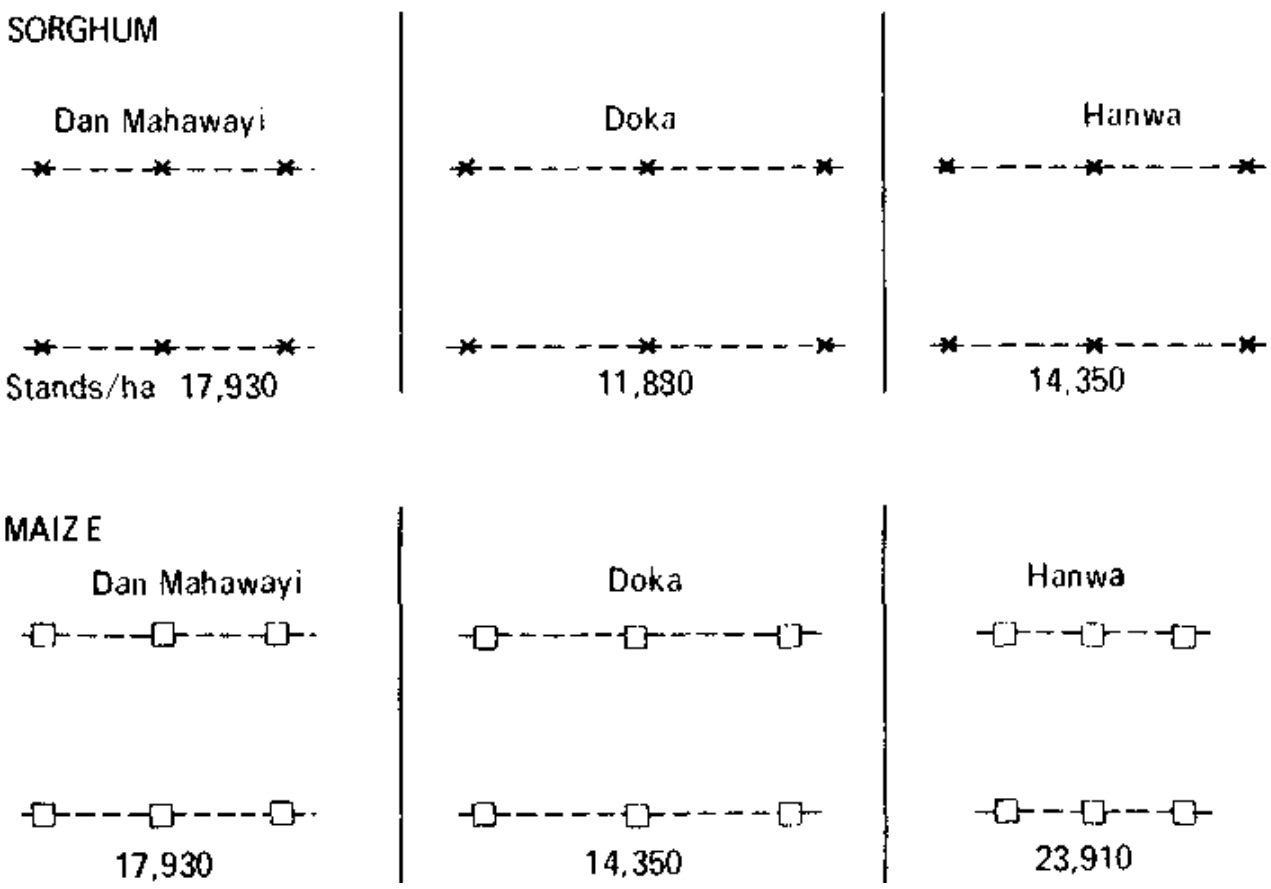 SORGHUM
Dan Mahawayi Doka Hanwa
Stands/ha 17,930 11,880 14,350
MAIZE
Dan Mahawayi Doka Hanwa
17,930 14,350 23,910